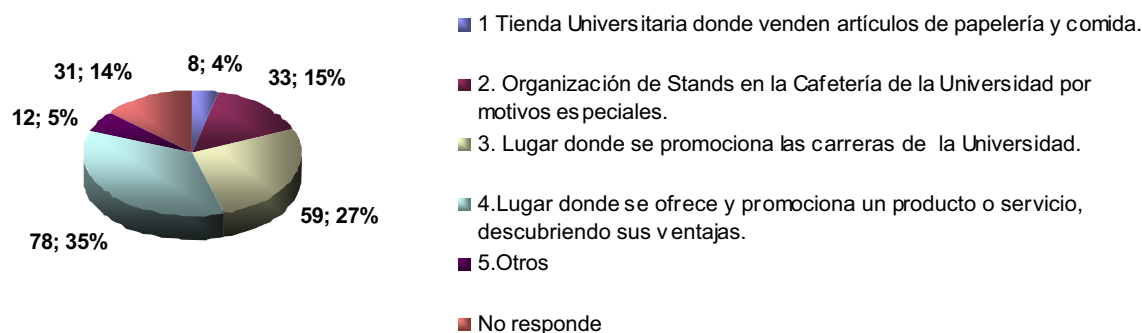 8; 4%
33; 15%
59; 27%
78; 35%
12; 5%
31; 14%
1 Tienda Universitaria donde venden artículos de papelería y comida.
2. Organización de Stands en la Cafetería de la Universidad por
motivos especiales.
3. Lugar donde se promociona las carreras de la Universidad.
4.Lugar donde se ofrece y promociona un producto o servicio,
descubriendo sus ventajas.
5.Otros
No responde